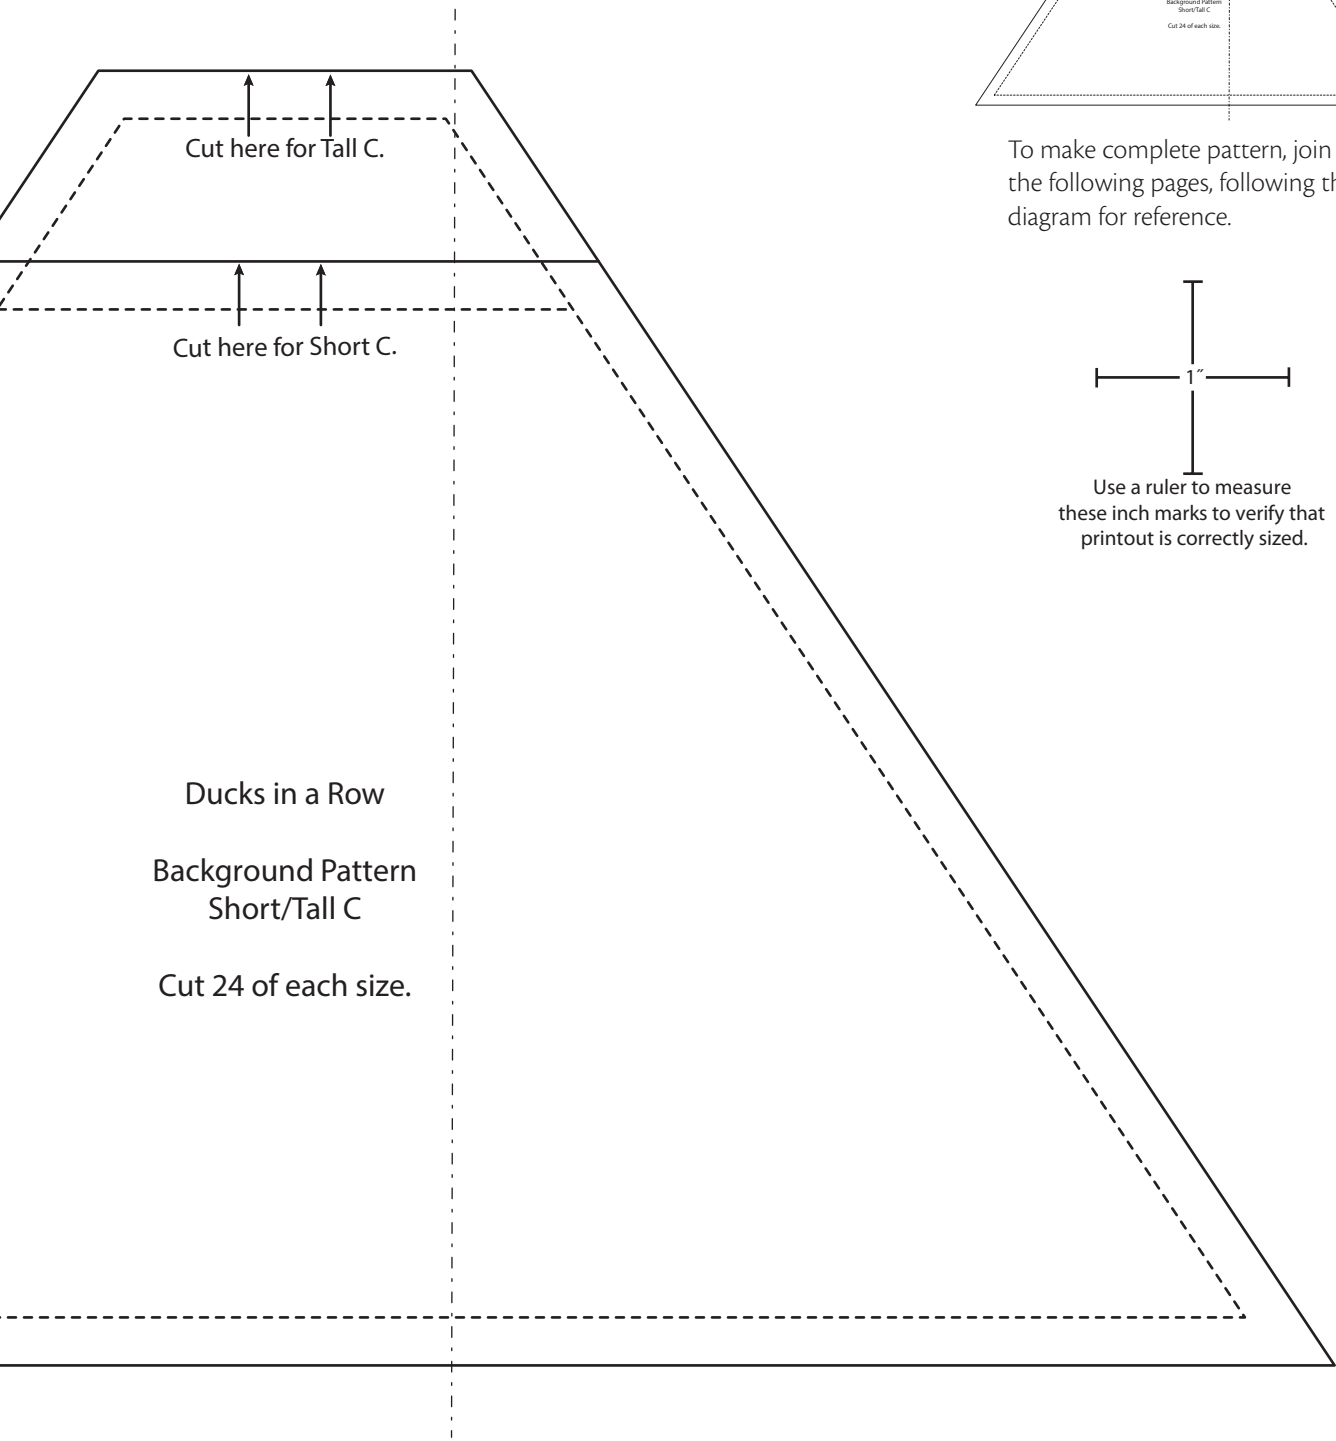 Background Pattern
Short/Tall C
Cut 24 of each size.
Cut here for Tall C.
To make complete pattern, join
the following pages, following th
diagram for reference.
Cut here for Short C.
1″
Use a ruler to measure
these inch marks to verify that
printout is correctly sized.
Ducks in a Row
Background Pattern
Short/Tall C
Cut 24 of each size.